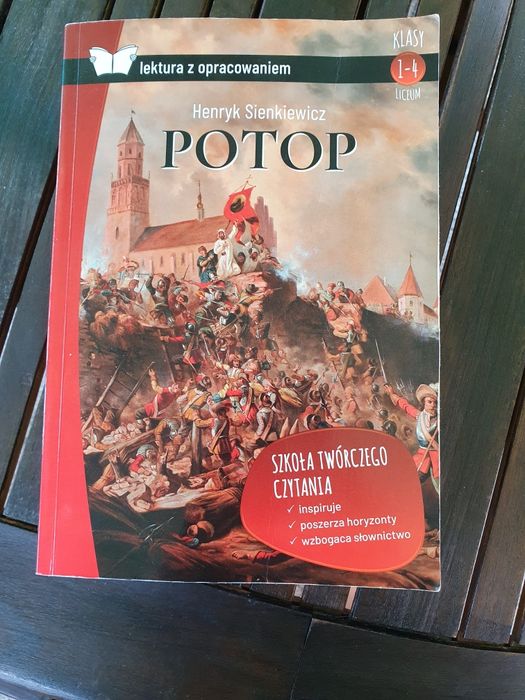 lektura z opracowaniem
KLASY
1-4
LICEUM
Henryk Sienkiewicz
POTOP
SZKOŁA TWÓRCZEGO
CZYTANIA
✓ inspiruje
✓ poszerza horyzonty
✓ wzbogaca słownictwo